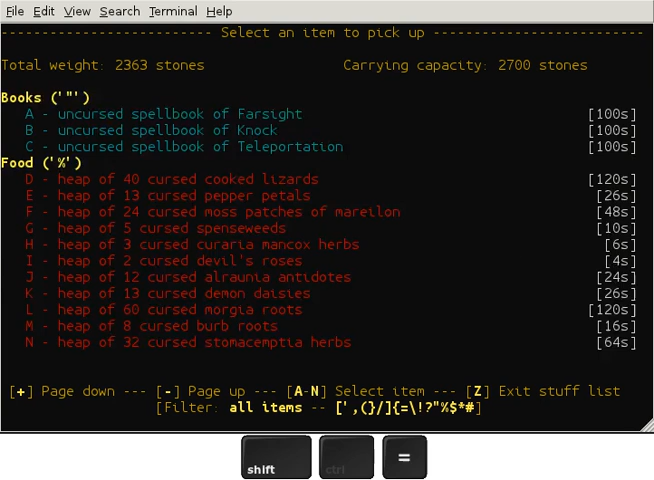 File Edit View Search Terminal Help
-------------------------- Select an item to pick up --------------------------
Total weight: 2363 stones Carrying capacity: 2700 stones
Books ('"')
A - uncursed spellbook of Farsight [100s]
B - uncursed spellbook of Knock [100s]
C - uncursed spellbook of Teleportation [100s]
Food ('%')
D - heap of 40 cursed cooked lizards [120s]
E - heap of 13 cursed pepper petals [26s]
F - heap of 24 cursed moss patches of mareilon [48s]
G - heap of 5 cursed spenseweeds [10s]
H - heap of 3 cursed curaria mancox herbs [6s]
I - heap of 2 cursed devil's roses [4s]
J - heap of 12 cursed alraunia antidotes [24s]
K - heap of 13 cursed demon daisies [26s]
L - heap of 60 cursed morgia roots [120s]
M - heap of 8 cursed burb roots [16s]
N - heap of 32 cursed stomacemptia herbs [64s]
[+] Page down --- [-] Page up --- [A-N] Select item --- [Z] Exit stuff list
[Filter: all items -- [',(}/]{=\!?"%$*#]
shift ctrl =